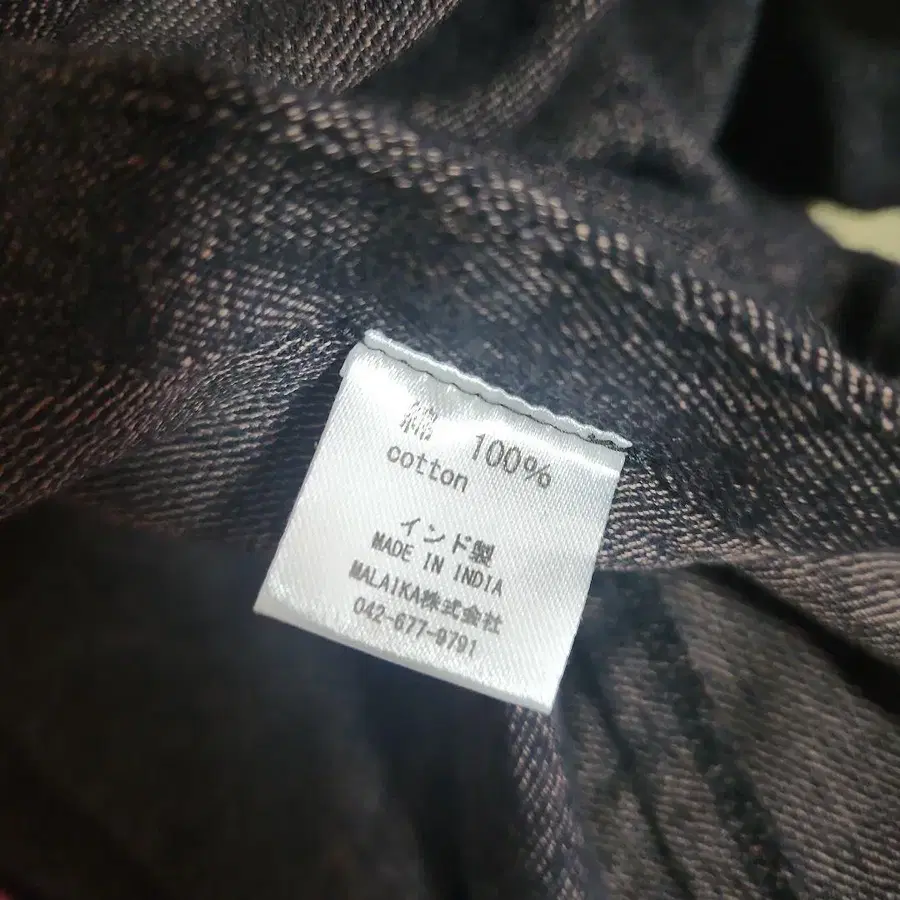 綿 100%
cotton
インド製
MADE IN INDIA
MALAIKA株式会社
042-677-9791